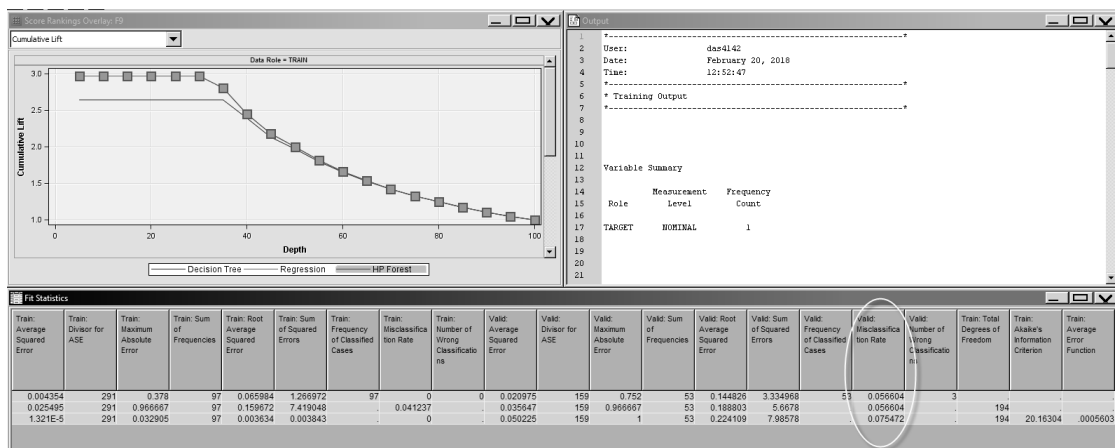 Score Rankings Overlay: F9
Cumulative Lift
Data Role = TRAIN
Cumulative Lift
3.0
2.5
2.0
1.5
1.0
0 20 40 60 80 100
Depth
Decision Tree Regression HP Forest
Output
1 *------------------------------------------------------------*
2 User: das4142
3 Date: February 20, 2018
4 Time: 12:52:47
5 *------------------------------------------------------------*
6 * Training Output
7 *------------------------------------------------------------*
8
9
10
11
12 Variable Summary
13
14 Measurement Frequency
15 Role Level Count
16
17 TARGET NOMINAL 1
18
19
20
21
Fit Statistics
Train: Average Squared Error
Train: Divisor for ASE
Train: Maximum Absolute Error
Train: Sum of Frequencies
Train: Root Average Squared Error
Train: Sum of Squared Errors
Train: Frequency of Classified Cases
Train: Misclassifica tion Rate
Train: Number of Wrong Classificatio ns
Valid: Average Squared Error
Valid: Divisor for ASE
Valid: Maximum Absolute Error
Valid: Sum of Frequencies
Valid: Root Average Squared Error
Valid: Sum of Squared Errors
Valid: Frequency of Classified Cases
Valid: Misclassifica tion Rate
Valid: Number of Wrong Classificatio ns
Train: Total Degrees of Freedom
Train: Akaike's Information Criterion
Train: Average Error Function
0.004354 291 0.378 97 0.065984 1.266972 97 0 0 0.020975 159 0.752 53 0.144826 3.334968 53 0.056604 3 . . .
0.025495 291 0.966667 97 0.159672 7.419048 . 0.041237 . 0.035647 159 0.966667 53 0.188803 5.6678 . 0.056604 . 194 . .
1.321E-5 291 0.032905 97 0.003634 0.003843 . 0 . 0.050225 159 1 53 0.224109 7.98578 . 0.075472 . 194 20.16304 .0005603